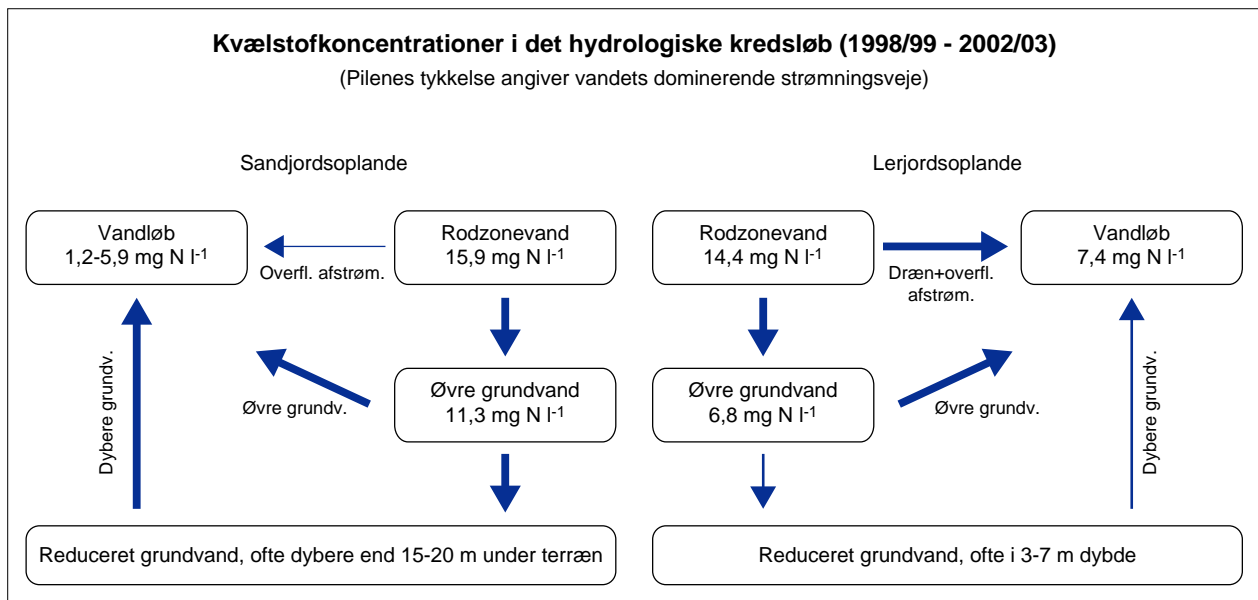 Kvælstofkoncentrationer i det hydrologiske kredsløb (1998/99 - 2002/03)
(Pilenes tykkelse angiver vandets dominerende strømningsveje)
Sandjordsoplande
Vandløb
1,2-5,9 mg N l⁻¹
Overfl. afstrøm.
Rodzonevand
15,9 mg N l⁻¹
Dybere grundv.
Øvre grundv.
Øvre grundvand
11,3 mg N l⁻¹
Reduceret grundvand, ofte dybere end 15-20 m under terræn
Lerjordsoplande
Rodzonevand
14,4 mg N l⁻¹
Dræn+overfl.
afstrøm.
Vandløb
7,4 mg N l⁻¹
Øvre grundvand
6,8 mg N l⁻¹
Øvre grundv.
Dybere grundv.
Reduceret grundvand, ofte i 3-7 m dybde